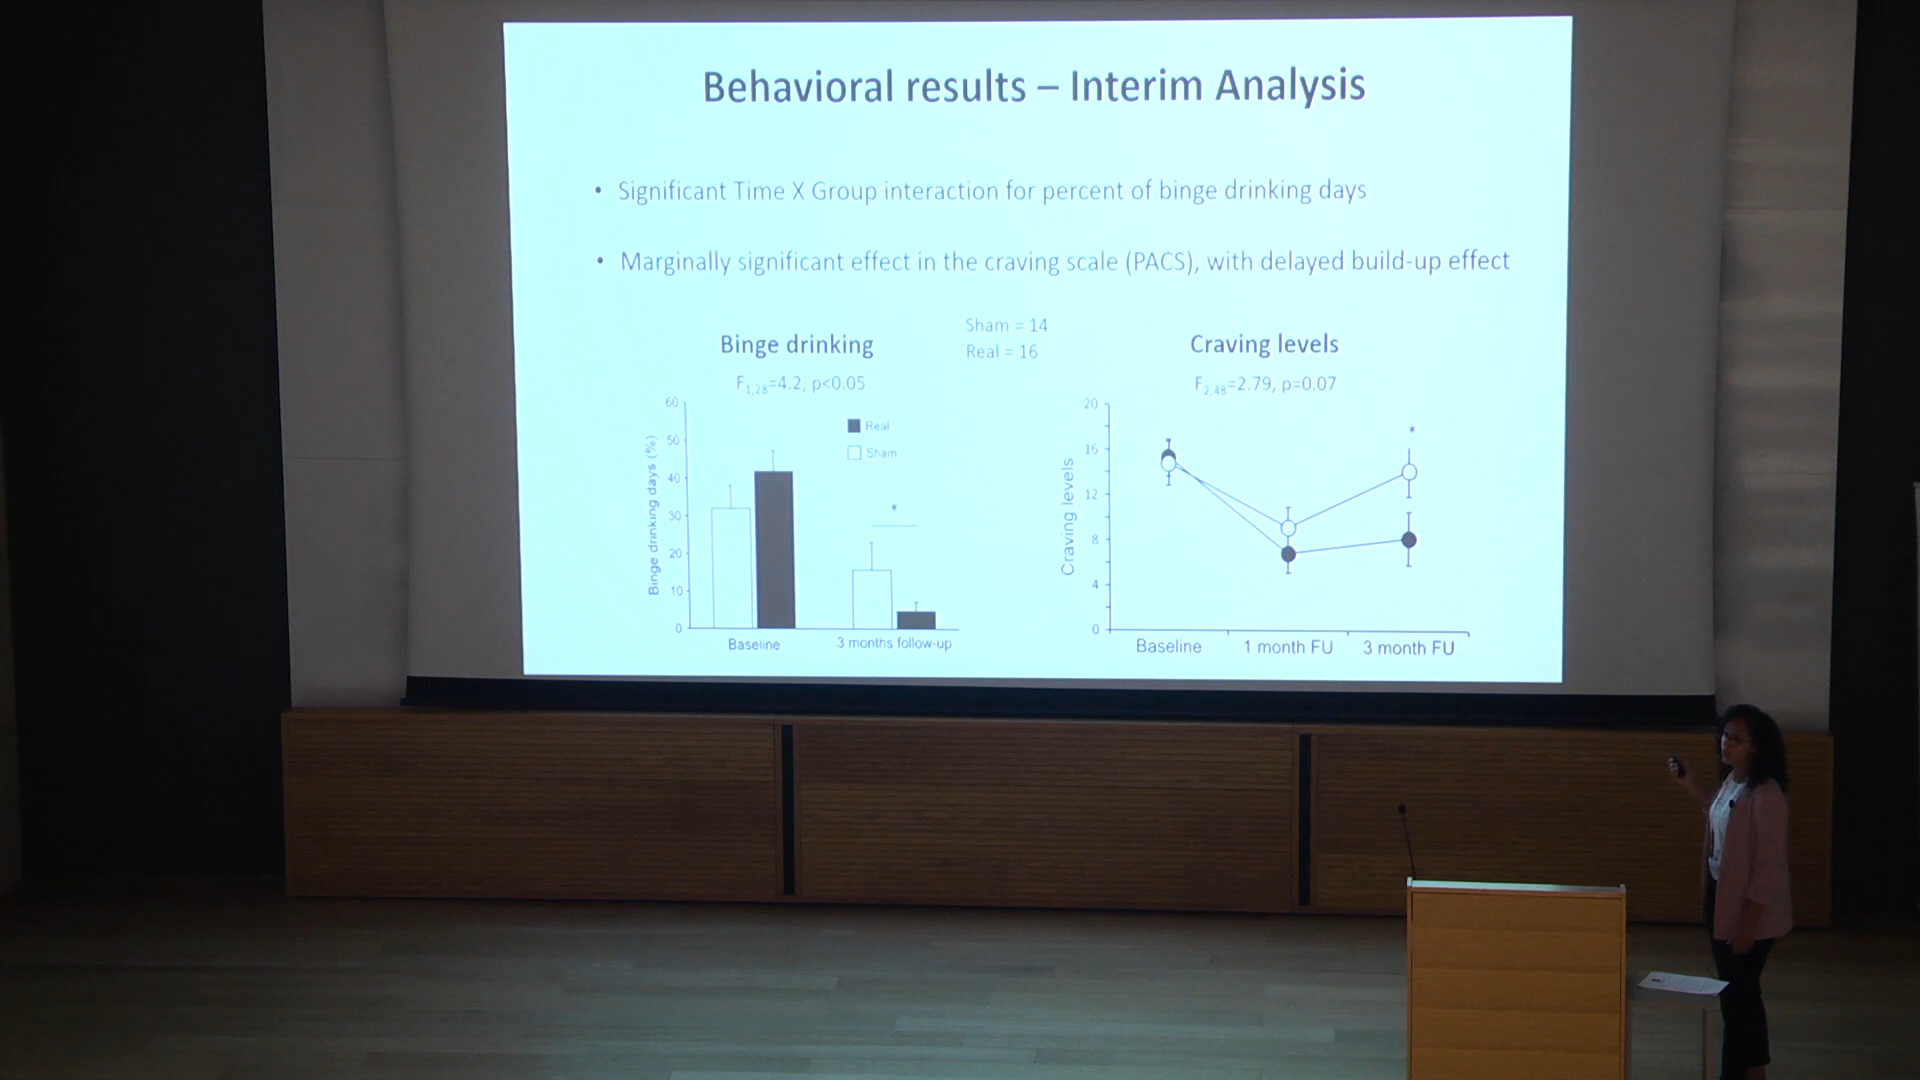 Behavioral results – Interim Analysis
• Significant Time X Group interaction for percent of binge drinking days
• Marginally significant effect in the craving scale (PACS), with delayed build-up effect
Sham = 14
Real = 16
Binge drinking
F1,28=4.2, p<0.05
Binge drinking days (%)
60
50
40
30
20
10
0
Real
Sham
*
Baseline
3 months follow-up
Craving levels
F2,48=2.79, p=0.07
Craving levels
20
16
12
8
4
0
*
Baseline
1 month FU
3 month FU